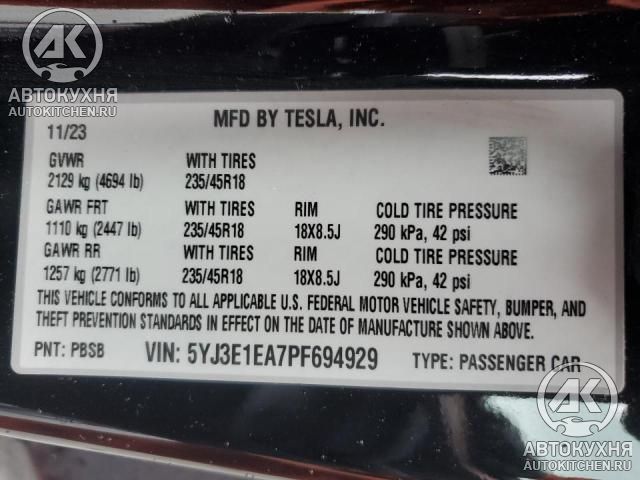 AK
АВТОКУХНЯ
AUTOKITCHEN.RU
11/23 MFD BY TESLA, INC.
GVWR WITH TIRES
2129 kg (4694 lb) 235/45R18
GAWR FRT WITH TIRES RIM COLD TIRE PRESSURE
1110 kg (2447 lb) 235/45R18 18X8.5J 290 kPa, 42 psi
GAWR RR WITH TIRES RIM COLD TIRE PRESSURE
1257 kg (2771 lb) 235/45R18 18X8.5J 290 kPa, 42 psi
THIS VEHICLE CONFORMS TO ALL APPLICABLE U.S. FEDERAL MOTOR VEHICLE SAFETY, BUMPER, AND
THEFT PREVENTION STANDARDS IN EFFECT ON THE DATE OF MANUFACTURE SHOWN ABOVE.
PNT: PBSB VIN: 5YJ3E1EA7PF694929 TYPE: PASSENGER CAR
AK
АВТОКУХНЯ
AUTOKITCHEN.RU